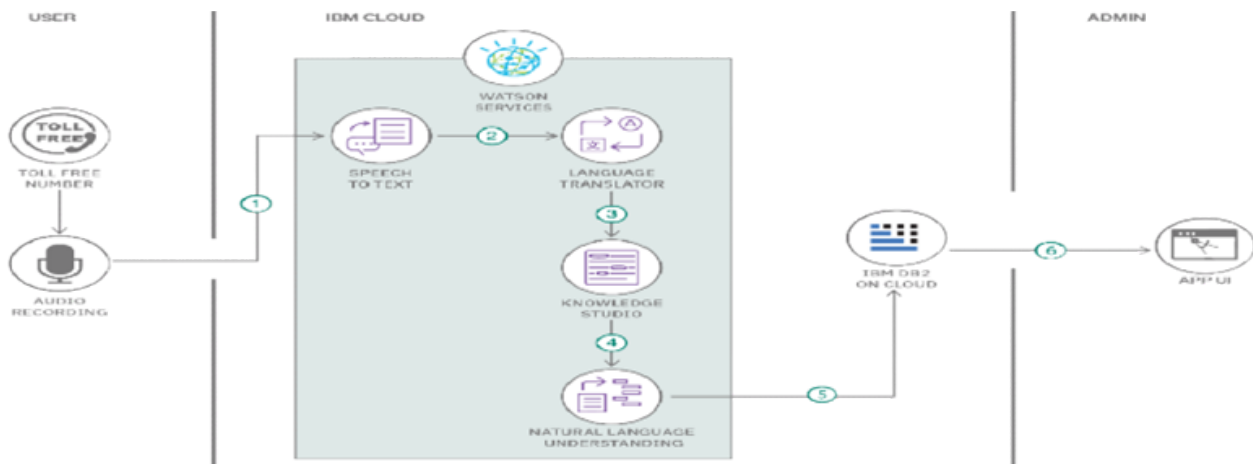 USER
IBM CLOUD
ADMIN
WATSON
SERVICES
TOLL
FREE
TOLL FREE
NUMBER
SPEECH
TO TEXT
2
A
文
LANGUAGE
TRANSLATOR
1
3
AUDIO
RECORDING
KNOWLEDGE
STUDIO
IBM DB2
ON CLOUD
6
APP UI
4
5
NATURAL LANGUAGE
UNDERSTANDING